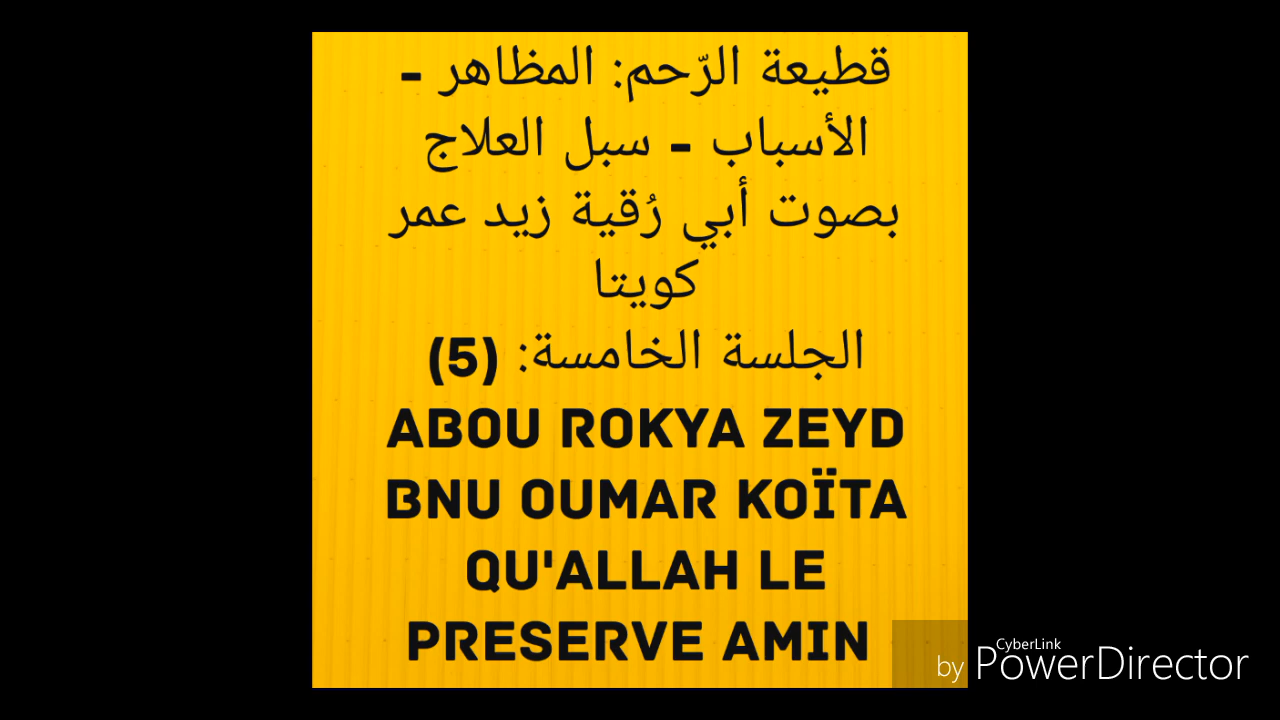 قطيعة الرّحم: المظاهر -
الأسباب - سبل العلاج
بصوت أبي رُقية زيد عمر
كويتا
الجلسة الخامسة: (5)
ABOU ROKYA ZEYD
BNU OUMAR KOÏTA
QU'ALLAH LE
PRESERVE AMIN
by CyberLink PowerDirector